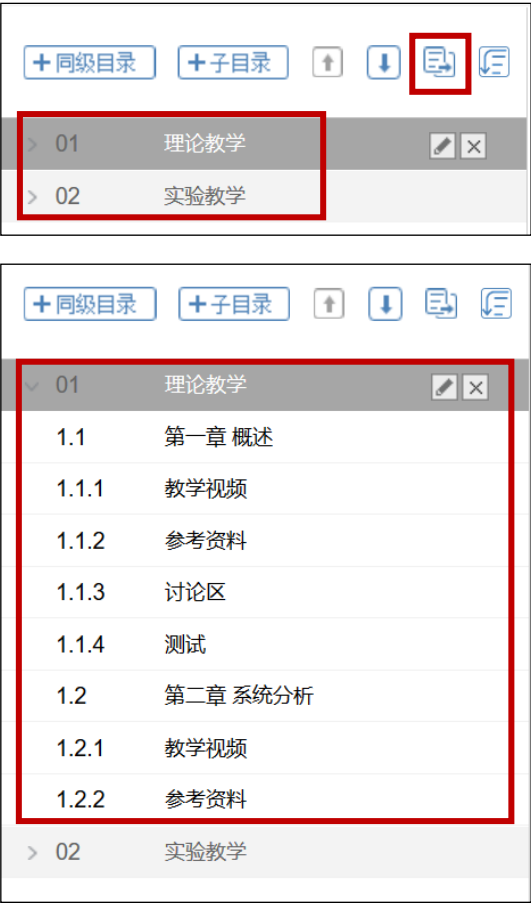 +同级目录 +子目录
01 理论教学
02 实验教学
+同级目录 +子目录
01 理论教学
1.1 第一章 概述
1.1.1 教学视频
1.1.2 参考资料
1.1.3 讨论区
1.1.4 测试
1.2 第二章 系统分析
1.2.1 教学视频
1.2.2 参考资料
02 实验教学